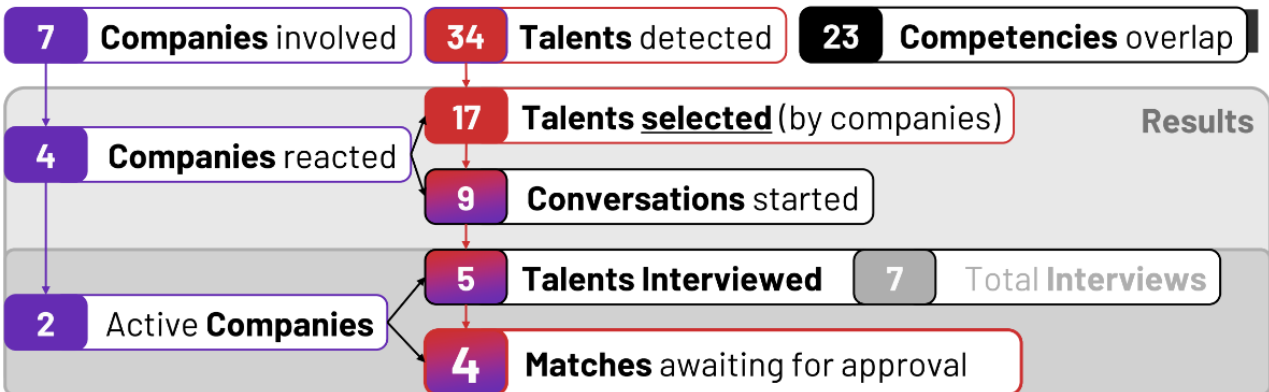 7 Companies involved
34 Talents detected
23 Competencies overlap
17 Talents selected (by companies)
Results
4 Companies reacted
9 Conversations started
5 Talents Interviewed 7 Total Interviews
2 Active Companies
4 Matches awaiting for approval